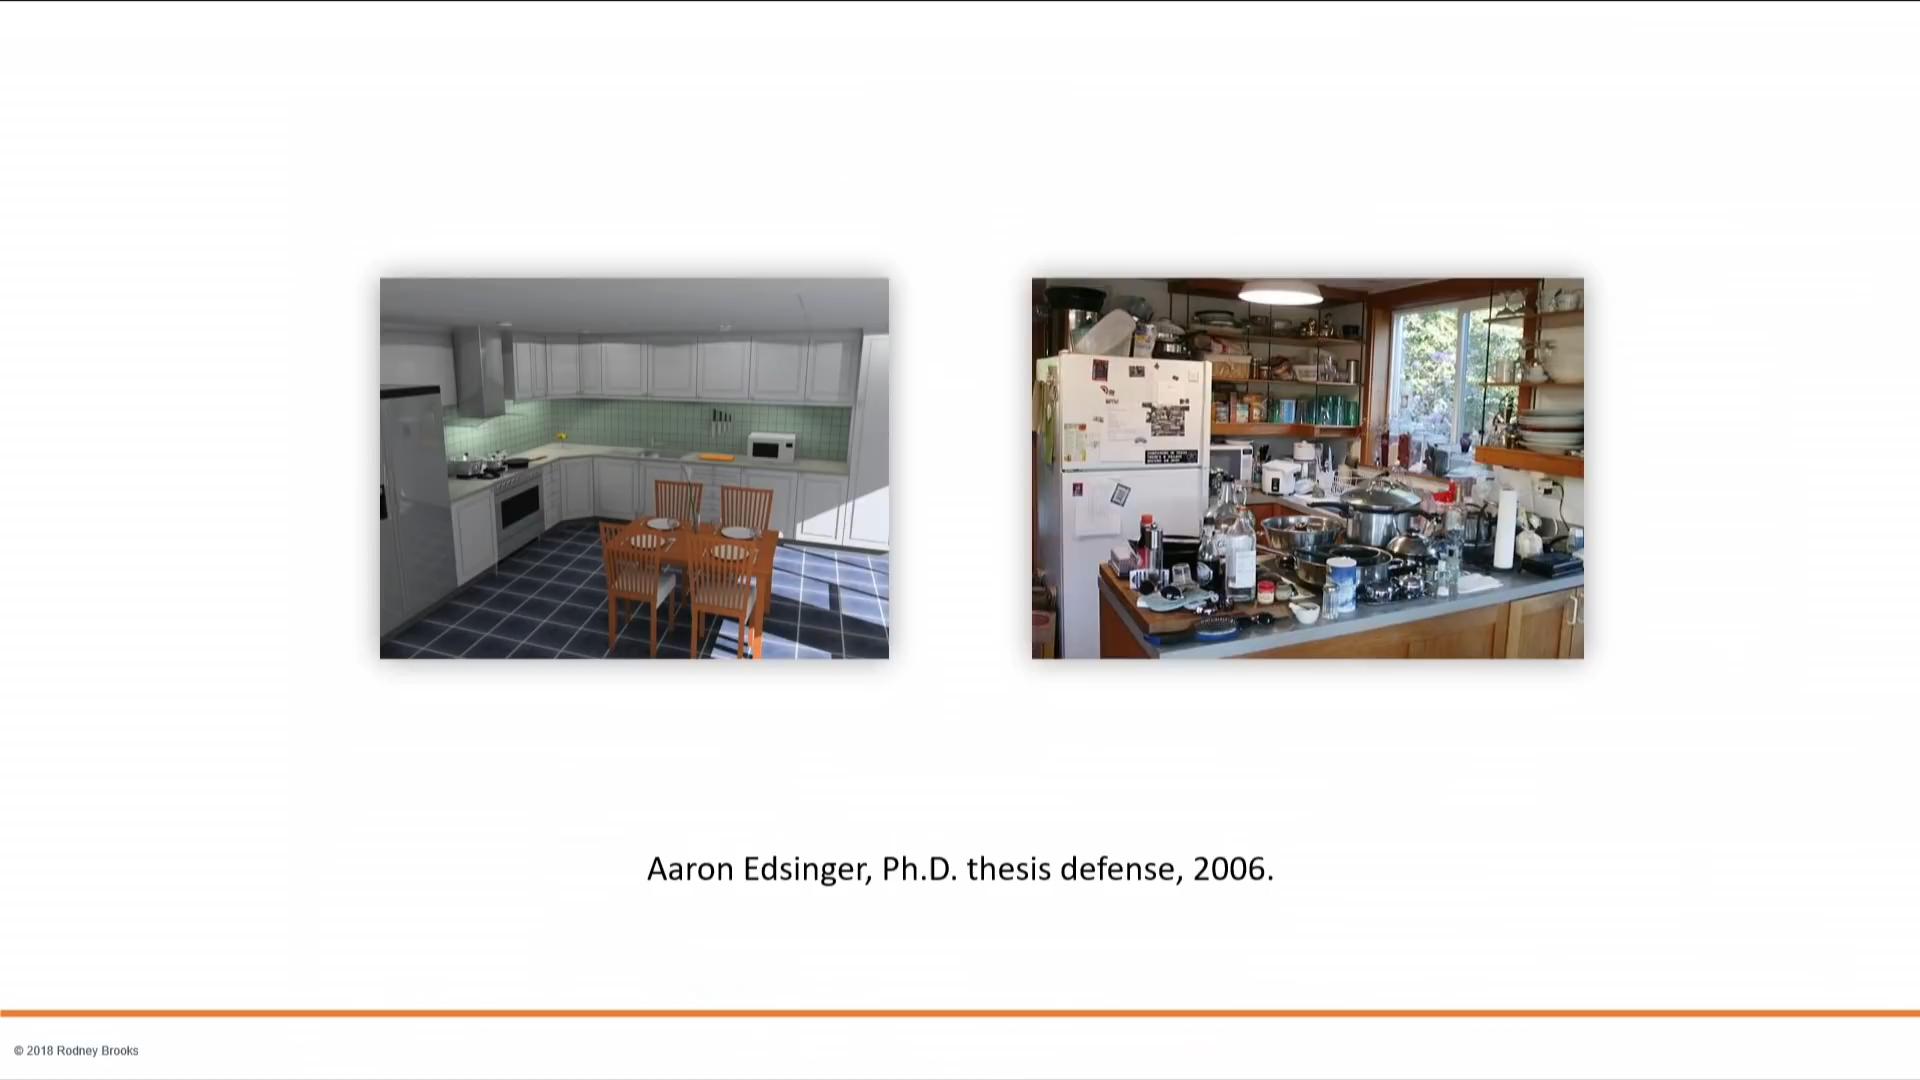 Aaron Edsinger, Ph.D. thesis defense, 2006.
© 2018 Rodney Brooks